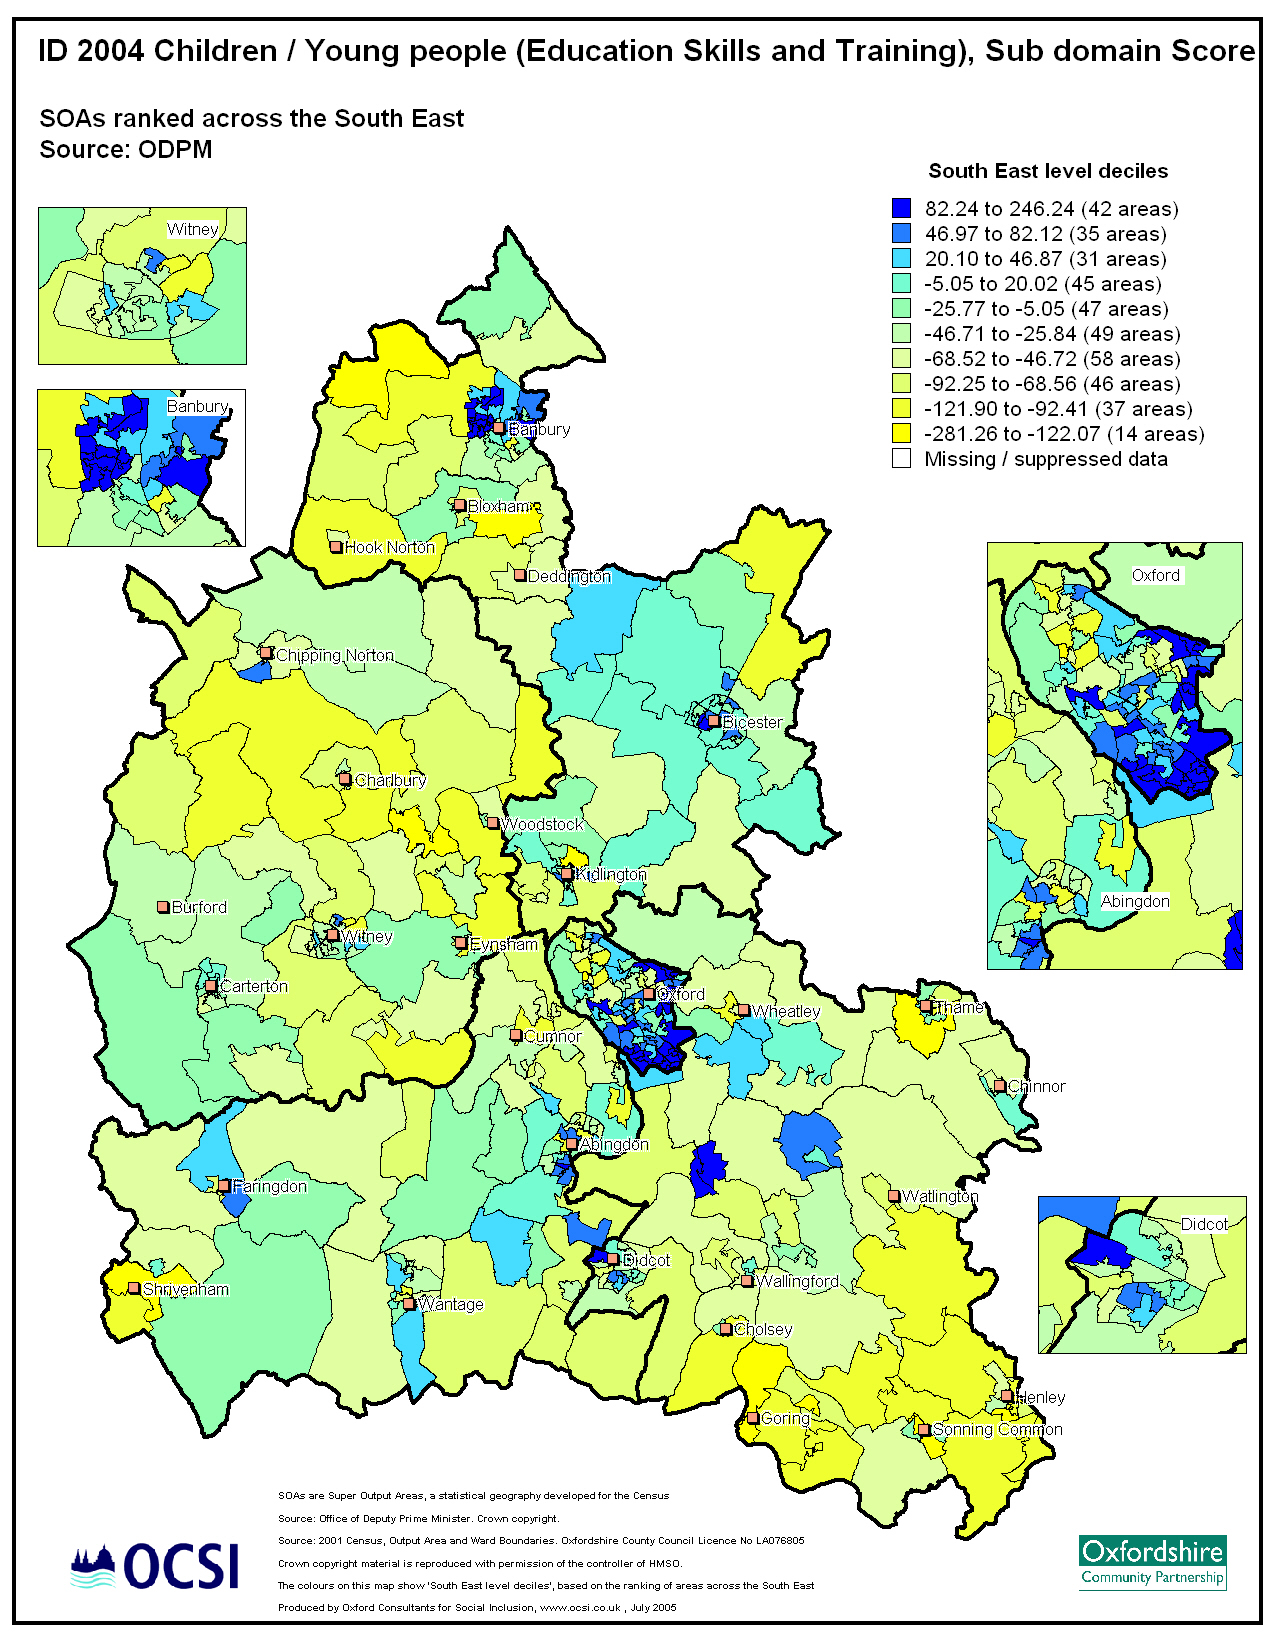 ID 2004 Children / Young people (Education Skills and Training), Sub domain Score
SOAs ranked across the South East
Source: ODPM
South East level deciles
82.24 to 246.24 (42 areas)
46.97 to 82.12 (35 areas)
20.10 to 46.87 (31 areas)
-5.05 to 20.02 (45 areas)
-25.77 to -5.05 (47 areas)
-46.71 to -25.84 (49 areas)
-68.52 to -46.72 (58 areas)
-92.25 to -68.56 (46 areas)
-121.90 to -92.41 (37 areas)
-281.26 to -122.07 (14 areas)
Missing / suppressed data
Witney
Banbury
Banbury
Bloxham
Hook Norton
Deddington
Oxford
Abingdon
Chipping Norton
Bicester
Charlbury
Woodstock
Kidlington
Burford
Witney
Eynsham
Carterton
Oxford
Wheatley
Thame
Cumnor
Chinnor
Abingdon
Faringdon
Watlington
Didcot
Didcot
Shrivenham
Wantage
Wallingford
Cholsey
Henley
Goring
Sonning Common
SOAs are Super Output Areas, a statistical geography developed for the Census
Source: Office of Deputy Prime Minister. Crown copyright.
Source: 2001 Census, Output Area and Ward Boundaries. Oxfordshire County Council Licence No LA076805
Crown copyright material is reproduced with permission of the controller of HMSO.
The colours on this map show 'South East level deciles', based on the ranking of areas across the South East
Produced by Oxford Consultants for Social Inclusion, www.ocsi.co.uk , July 2005
OCSI
Oxfordshire
Community Partnership